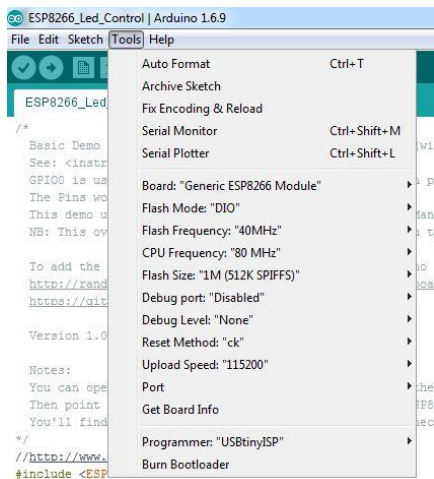 ESP8266_Led_Control | Arduino 1.6.9
File Edit Sketch Tools Help
ESP8266_Led
Auto Format Ctrl+T
Archive Sketch
Fix Encoding & Reload
Serial Monitor Ctrl+Shift+M
Serial Plotter Ctrl+Shift+L
Board: "Generic ESP8266 Module"
Flash Mode: "DIO"
Flash Frequency: "40MHz"
CPU Frequency: "80 MHz"
Flash Size: "1M (512K SPIFFS)"
Debug port: "Disabled"
Debug Level: "None"
Reset Method: "ck"
Upload Speed: "115200"
Port
Get Board Info
Programmer: "USBtinyISP"
Burn Bootloader
/*
Basic Demo
See: <instr
GPIO0 is us
The Pins wo
This demo u
NB: This ov
To add the
http://rand
https://git
Version 1.0
Notes:
You can ope
Then point
You'll find
*/
//http://www.
#include <ESP